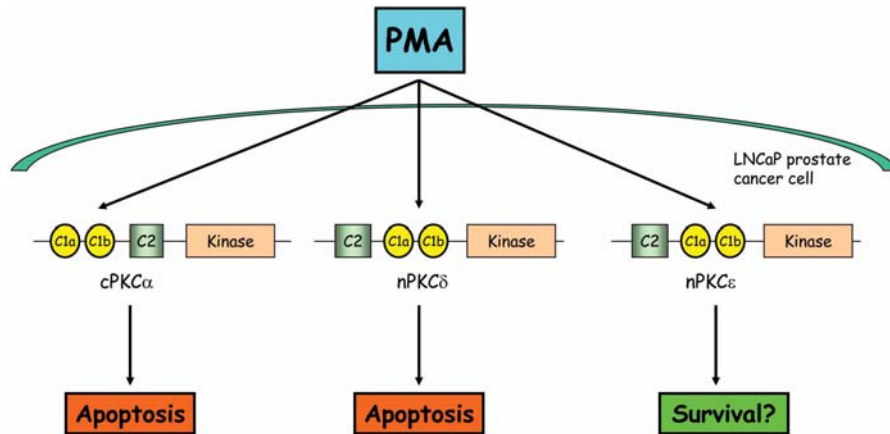 PMA
LNCaP prostate
cancer cell
C1a C1b C2 Kinase
C2 C1a C1b Kinase
C2 C1a C1b Kinase
cPKCα
nPKCδ
nPKCε
Apoptosis
Apoptosis
Survival?